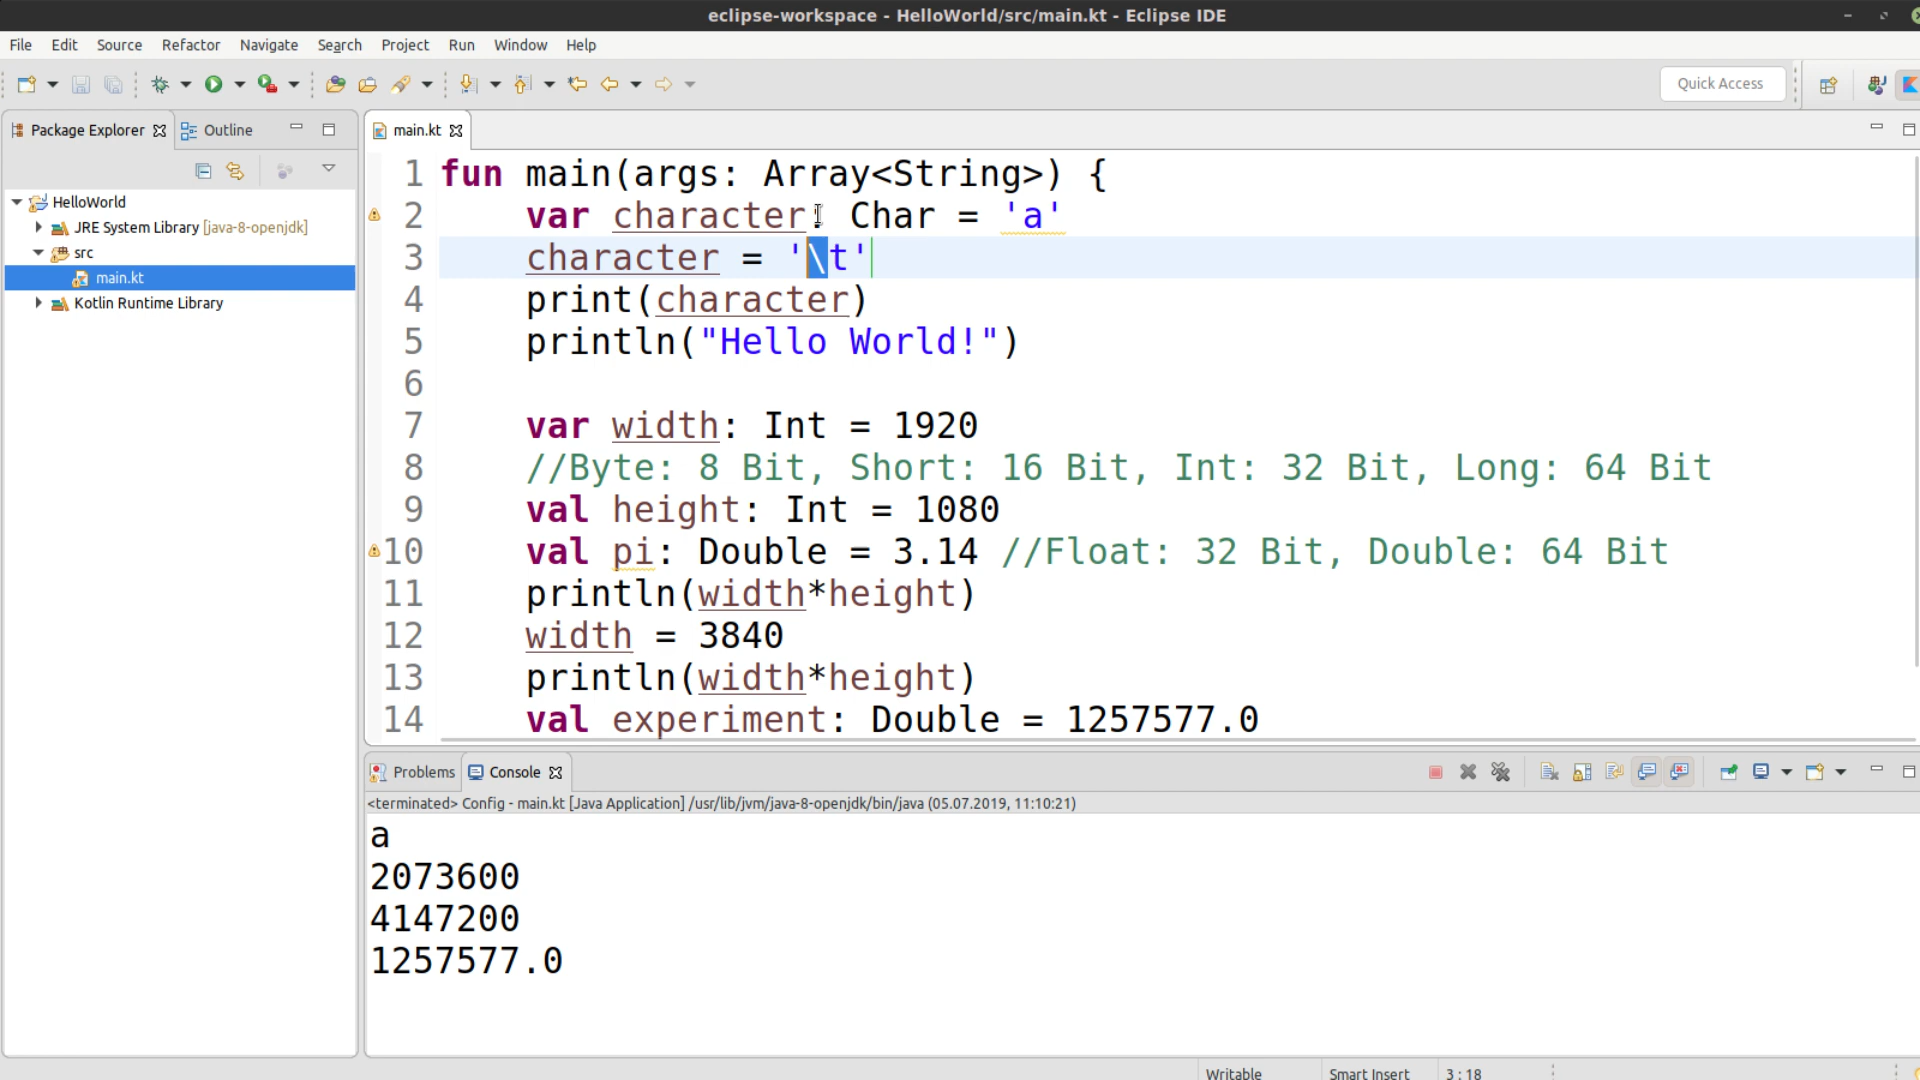 eclipse-workspace - HelloWorld/src/main.kt - Eclipse IDE
File Edit Source Refactor Navigate Search Project Run Window Help
Quick Access
Package Explorer Outline
main.kt
HelloWorld
JRE System Library [java-8-openjdk]
src
main.kt
Kotlin Runtime Library
1 fun main(args: Array<String>) {
2 var character: Char = 'a'
3 character = '\t'
4 print(character)
5 println("Hello World!")
6
7 var width: Int = 1920
8 //Byte: 8 Bit, Short: 16 Bit, Int: 32 Bit, Long: 64 Bit
9 val height: Int = 1080
10 val pi: Double = 3.14 //Float: 32 Bit, Double: 64 Bit
11 println(width*height)
12 width = 3840
13 println(width*height)
14 val experiment: Double = 1257577.0
Problems Console
<terminated> Config - main.kt [Java Application] /usr/lib/jvm/java-8-openjdk/bin/java (05.07.2019, 11:10:21)
a
2073600
4147200
1257577.0
Writable Smart Insert 3 : 18